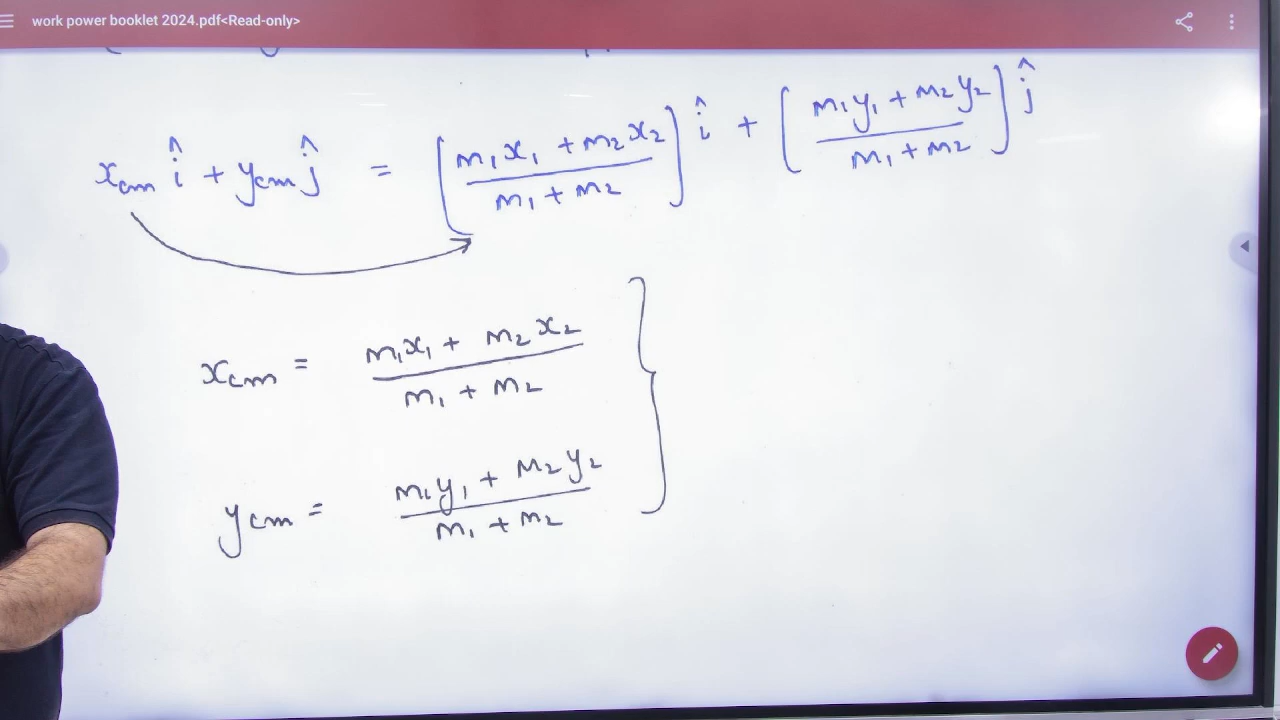 work power booklet 2024.pdf<Read-only>
x_cm î + y_cm ĵ = [(m₁x₁ + m₂x₂)/(m₁ + m₂)] î + [(m₁y₁ + m₂y₂)/(m₁ + m₂)] ĵ
x_cm = (m₁x₁ + m₂x₂)/(m₁ + m₂)
y_cm = (m₁y₁ + m₂y₂)/(m₁ + m₂)